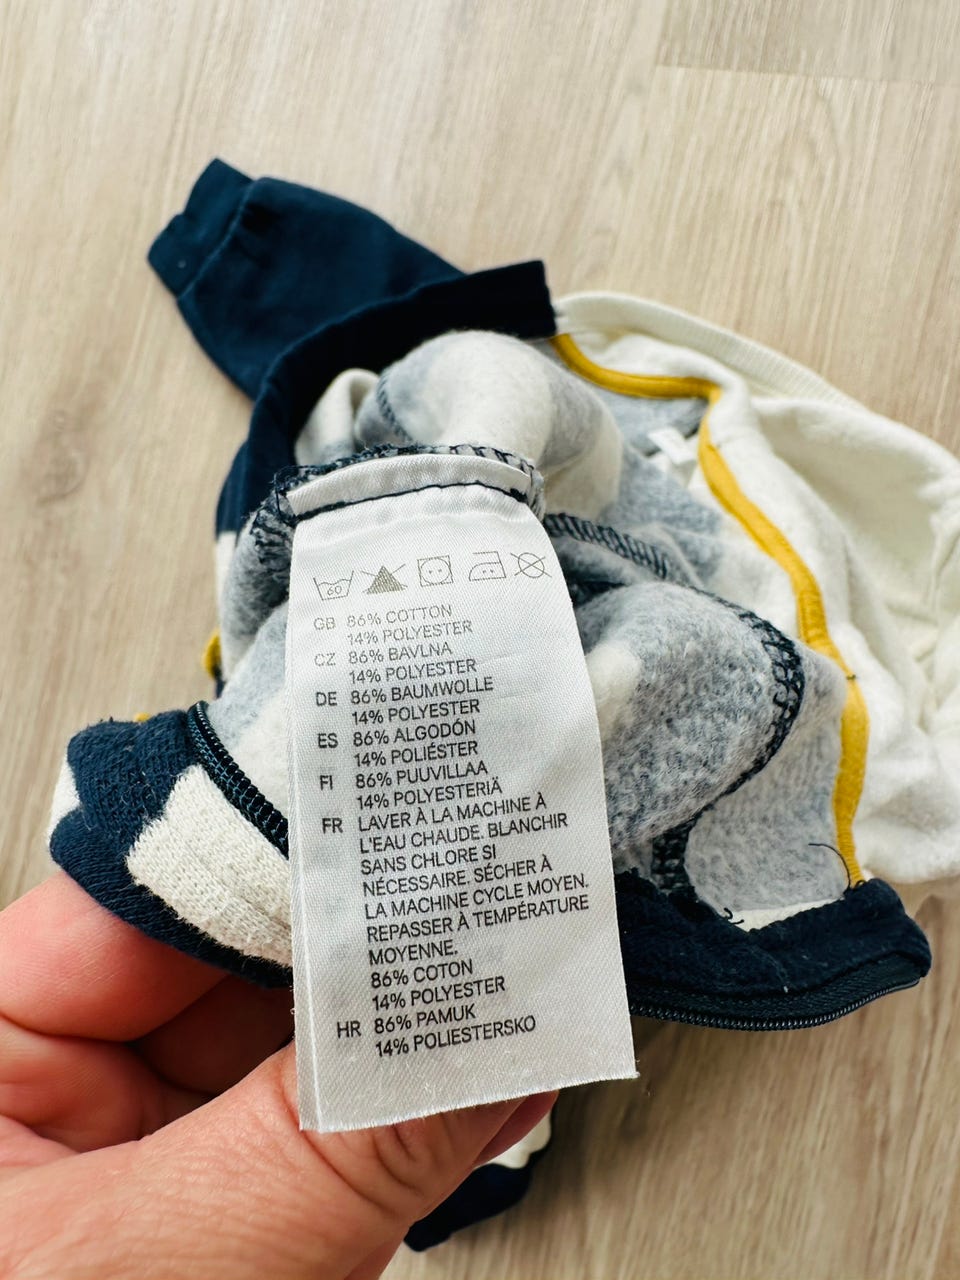 60
GB 86% COTTON
14% POLYESTER
CZ 86% BAVLNA
14% POLYESTER
DE 86% BAUMWOLLE
14% POLYESTER
ES 86% ALGODÓN
14% POLIÉSTER
FI 86% PUUVILLAA
14% POLYESTERIÄ
FR LAVER À LA MACHINE À
L'EAU CHAUDE. BLANCHIR
SANS CHLORE SI
NÉCESSAIRE. SÉCHER À
LA MACHINE CYCLE MOYEN.
REPASSER À TEMPÉRATURE
MOYENNE.
86% COTON
14% POLYESTER
HR 86% PAMUK
14% POLIESTERSKO